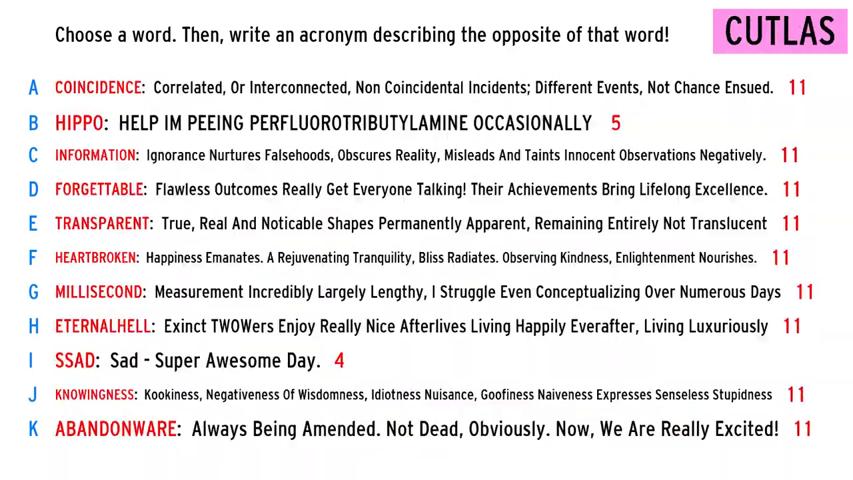 Choose a word. Then, write an acronym describing the opposite of that word!
CUTLAS
A COINCIDENCE: Correlated, Or Interconnected, Non Coincidental Incidents; Different Events, Not Chance Ensued. 11
B HIPPO: HELP IM PEEING PERFLUOROTRIBUTYLAMINE OCCASIONALLY 5
C INFORMATION: Ignorance Nurtures Falsehoods, Obscures Reality, Misleads And Taints Innocent Observations Negatively. 11
D FORGETTABLE: Flawless Outcomes Really Get Everyone Talking! Their Achievements Bring Lifelong Excellence. 11
E TRANSPARENT: True, Real And Noticable Shapes Permanently Apparent, Remaining Entirely Not Translucent 11
F HEARTBROKEN: Happiness Emanates. A Rejuvenating Tranquility, Bliss Radiates. Observing Kindness, Enlightenment Nourishes. 11
G MILLISECOND: Measurement Incredibly Largely Lengthy, I Struggle Even Conceptualizing Over Numerous Days 11
H ETERNALHELL: Exinct TWOWers Enjoy Really Nice Afterlives Living Happily Everafter, Living Luxuriously 11
I SSAD: Sad - Super Awesome Day. 4
J KNOWINGNESS: Kookiness, Negativeness Of Wisdomness, Idiotness Nuisance, Goofiness Naiveness Expresses Senseless Stupidness 11
K ABANDONWARE: Always Being Amended. Not Dead, Obviously. Now, We Are Really Excited! 11